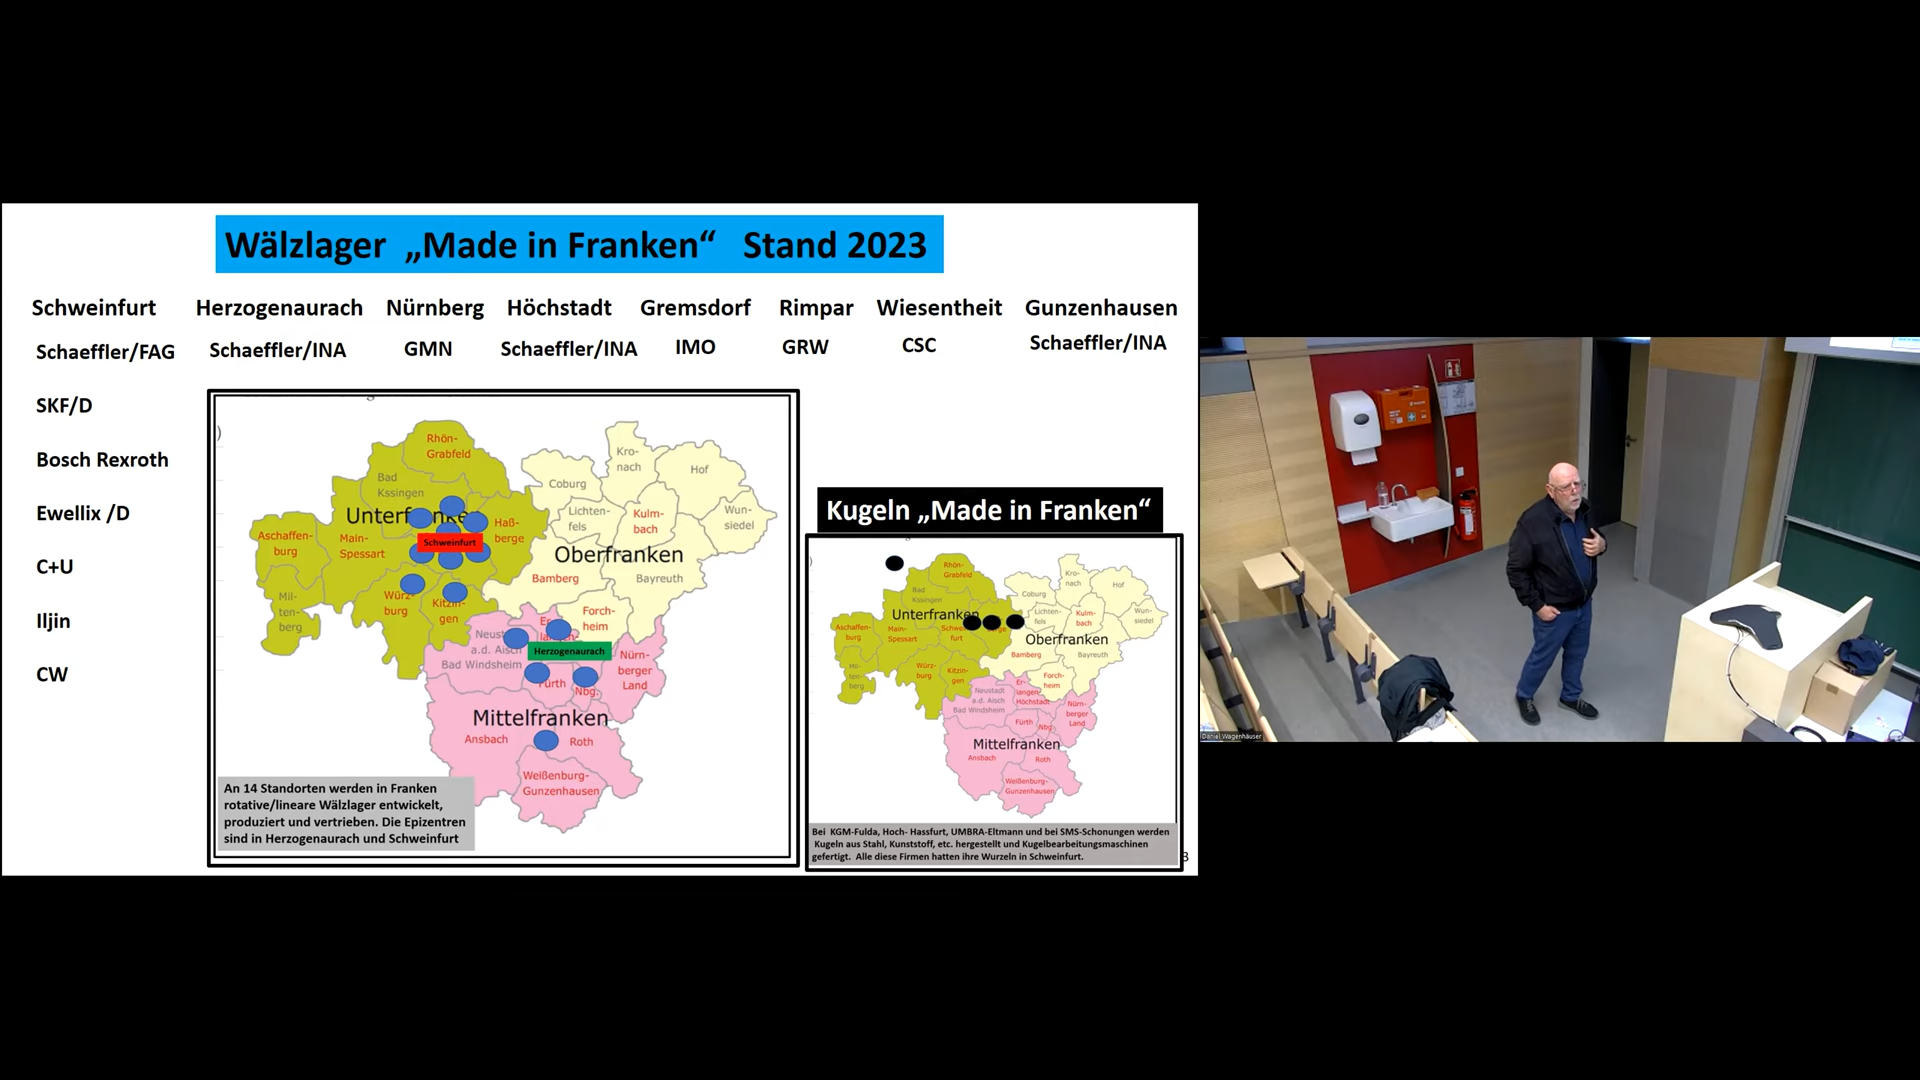 Wälzlager „Made in Franken“ Stand 2023
Schweinfurt Herzogenaurach Nürnberg Höchstadt Gremsdorf Rimpar Wiesentheit Gunzenhausen
Schaeffler/FAG Schaeffler/INA GMN Schaeffler/INA IMO GRW CSC Schaeffler/INA
SKF/D
Bosch Rexroth
Ewellix /D
C+U
Iljin
CW
)
Rhön-
Grabfeld
Bad
Kssingen
Unterfranke
Haß-
berge
Schweinfurt
Aschaffen-
burg
Main-
Spessart
Mil-
ten-
berg
Würz-
burg
Kitzin-
gen
Coburg
Kro-
nach
Hof
Lichten-
fels
Kulm-
bach
Wun-
siedel
Oberfranken
Bamberg
Bayreuth
Forch-
heim
Neust
a.d. Aisch
Bad Windsheim
Er-
Herzogenaurach
Nürn-
berger
Land
Fürth
Nbg.
Mittelfranken
Ansbach
Roth
Weißenburg-
Gunzenhausen
An 14 Standorten werden in Franken
rotative/lineare Wälzlager entwickelt,
produziert und vertrieben. Die Epizentren
sind in Herzogenaurach und Schweinfurt
Kugeln „Made in Franken“
)
Rhön-
Grabfeld
Bad
Kssingen
Unterfranken
Aschaffen-
burg
Main-
Spessart
Schwein-
furt
Würz-
burg
Kitzin-
gen
Coburg
Kro-
nach
Hof
Lichten-
fels
Kulm-
bach
Wun-
siedel
Oberfranken
Bamberg
Bayreuth
Forch-
heim
Neustadt
a.d. Aisch
Bad Windsheim
Er-
langen
Höchstadt
Nürn-
berger
Land
Fürth
Nbg.
Mittelfranken
Ansbach
Roth
Weißenburg-
Gunzenhausen
Bei KGM-Fulda, Hoch- Hassfurt, UMBRA-Eltmann und bei SMS-Schonungen werden
Kugeln aus Stahl, Kunststoff, etc. hergestellt und Kugelbearbeitungsmaschinen
gefertigt. Alle diese Firmen hatten ihre Wurzeln in Schweinfurt.
3
Daniel Wagenhäuser